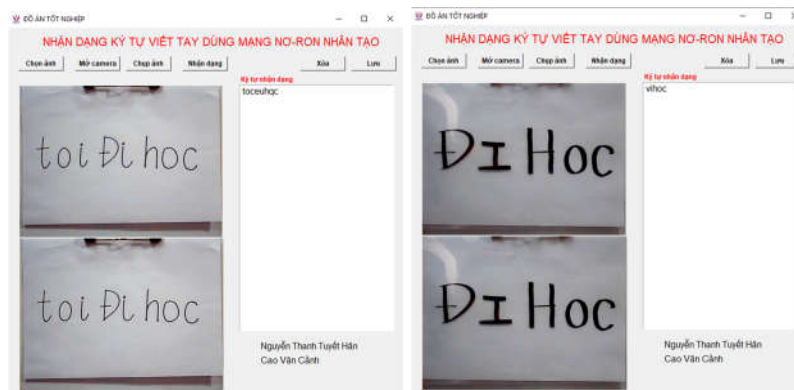 ĐỒ ÁN TỐT NGHIỆP
NHẬN DẠNG KÝ TỰ VIẾT TAY DÙNG MẠNG NƠ-RON NHÂN TẠO
Chọn ảnh Mở camera Chụp ảnh Nhận dạng Xóa Lưu
Ký tự nhận dạng
toceuhqc
toi Đi hoc
toi Đi hoc
Nguyễn Thanh Tuyết Hân
Cao Văn Cảnh
ĐỒ ÁN TỐT NGHIỆP
NHẬN DẠNG KÝ TỰ VIẾT TAY DÙNG MẠNG NƠ-RON NHÂN TẠO
Chọn ảnh Mở camera Chụp ảnh Nhận dạng Xóa Lưu
Ký tự nhận dạng
vihoc
ĐI Hoc
ĐI Hoc
Nguyễn Thanh Tuyết Hân
Cao Văn Cảnh